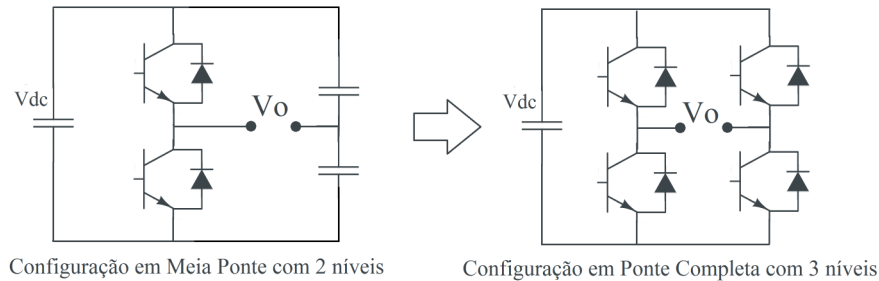 Vdc
Vo
Configuração em Meia Ponte com 2 níveis
Vdc
Vo
Configuração em Ponte Completa com 3 níveis